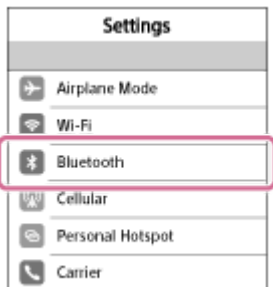 Settings
Airplane Mode
Wi-Fi
Bluetooth
Cellular
Personal Hotspot
Carrier